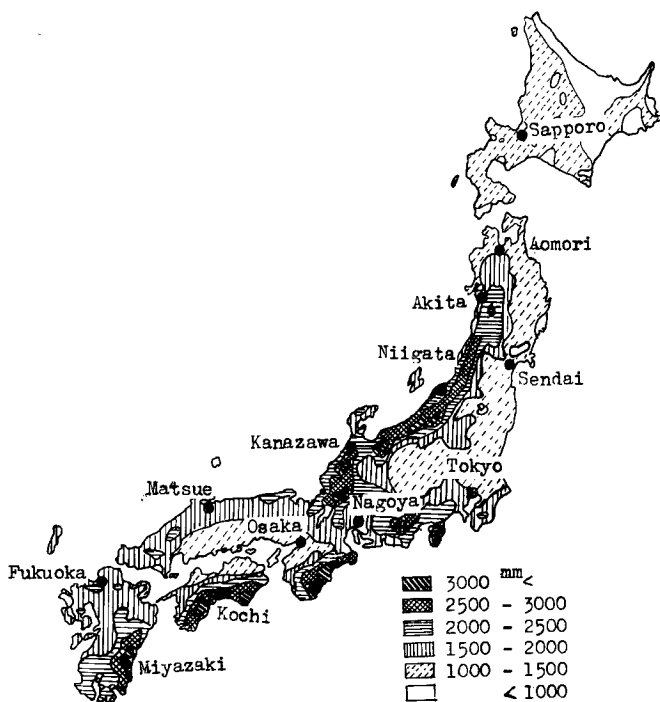 Sapporo
Aomori
Akita
Niigata
Sendai
Kanazawa
Tokyo
Matsue
Nagoya
Osaka
Fukuoka
Kochi
Miyazaki
3000 mm <
2500 - 3000
2000 - 2500
1500 - 2000
1000 - 1500
< 1000